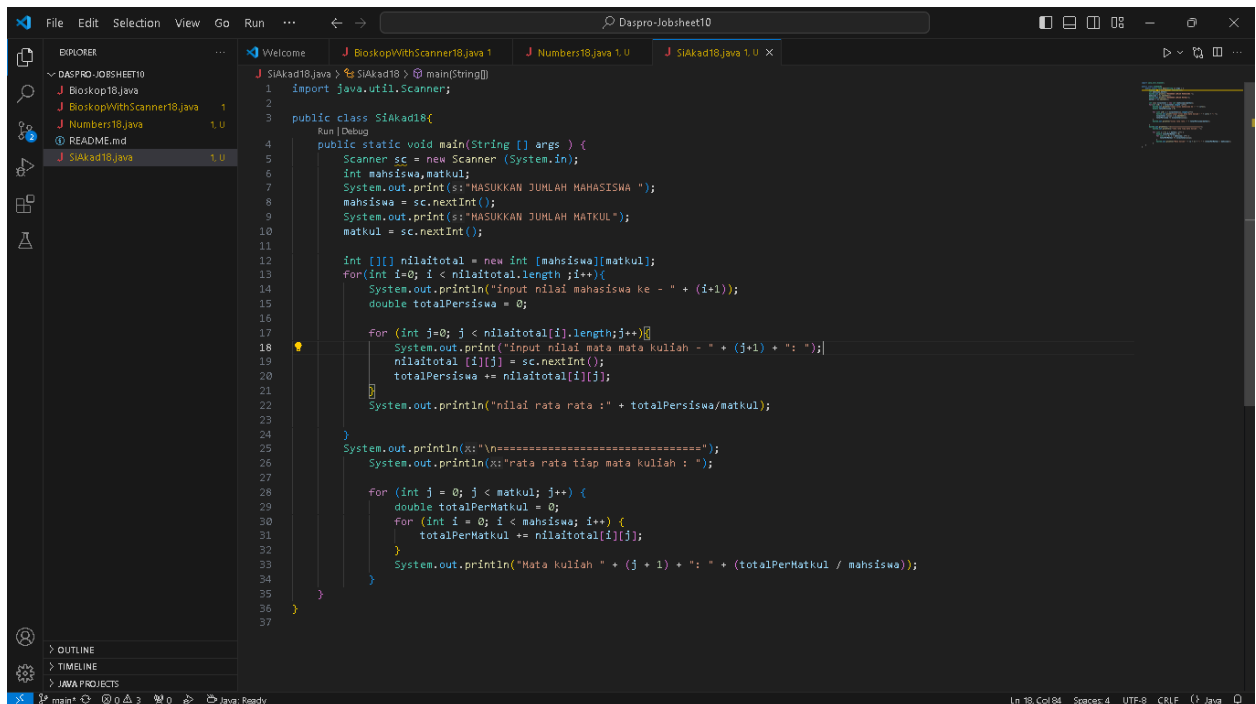 File Edit Selection View Go Run ··· Daspro-Jobsheet10
EXPLORER ···
DASPRO-JOBSHEET10
Bioskop18.java
BioskopWithScanner18.java 1
Numbers18.java 1, U
README.md
SiAkad18.java 1, U
OUTLINE
TIMELINE
JAVA PROJECTS
Welcome J BioskopWithScanner18.java 1 J Numbers18.java 1, U J SiAkad18.java 1, U
J SiAkad18.java > SiAkad18 > main(String[])
1 import java.util.Scanner;
2
3 public class SiAkad18{
Run | Debug
4 public static void main(String [] args ) {
5 Scanner sc = new Scanner (System.in);
6 int mahsiswa,matkul;
7 System.out.print(s:"MASUKKAN JUMLAH MAHASISWA ");
8 mahsiswa = sc.nextInt();
9 System.out.print(s:"MASUKKAN JUMLAH MATKUL");
10 matkul = sc.nextInt();
11
12 int [][] nilaitotal = new int [mahsiswa][matkul];
13 for(int i=0; i < nilaitotal.length ;i++){
14 System.out.println("input nilai mahasiswa ke - " + (i+1));
15 double totalPersiswa = 0;
16
17 for (int j=0; j < nilaitotal[i].length;j++){
18 System.out.print("input nilai mata mata kuliah - " + (j+1) + ": ");
19 nilaitotal [i][j] = sc.nextInt();
20 totalPersiswa += nilaitotal[i][j];
21 }
22 System.out.println("nilai rata rata :" + totalPersiswa/matkul);
23
24 }
25 System.out.println(x:"\n================================");
26 System.out.println(x:"rata rata tiap mata kuliah : ");
27
28 for (int j = 0; j < matkul; j++) {
29 double totalPerMatkul = 0;
30 for (int i = 0; i < mahsiswa; i++) {
31 totalPerMatkul += nilaitotal[i][j];
32 }
33 System.out.println("Mata kuliah " + (j + 1) + ": " + (totalPerMatkul / mahsiswa));
34 }
35 }
36 }
37
main* 0 3 0 Java: Ready Ln 18, Col 84 Spaces: 4 UTF-8 CRLF {} Java